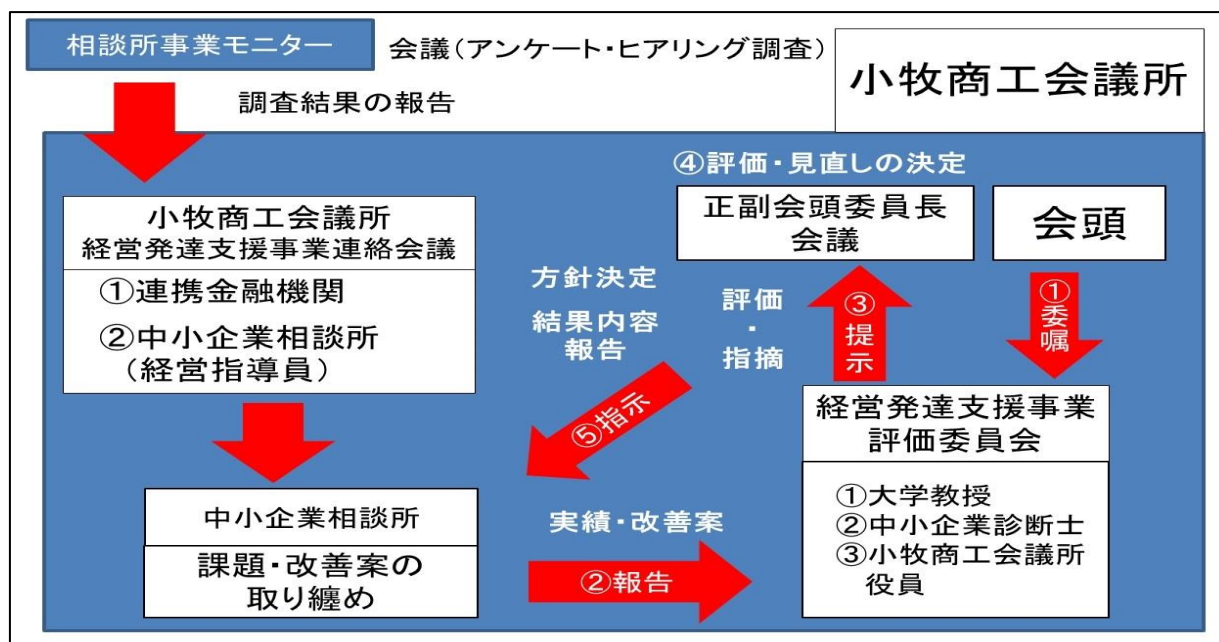 相談所事業モニター
会議(アンケート・ヒアリング調査)
小牧商工会議所
調査結果の報告
④評価・見直しの決定
小牧商工会議所
経営発達支援事業連絡会議
①連携金融機関
②中小企業相談所
(経営指導員)
正副会頭委員長
会議
会頭
方針決定
結果内容
報告
評価
・
指摘
③
提
示
①
委
嘱
⑤指示
経営発達支援事業
評価委員会
①大学教授
②中小企業診断士
③小牧商工会議所
役員
中小企業相談所
課題・改善案の
取り纏め
実績・改善案
②報告